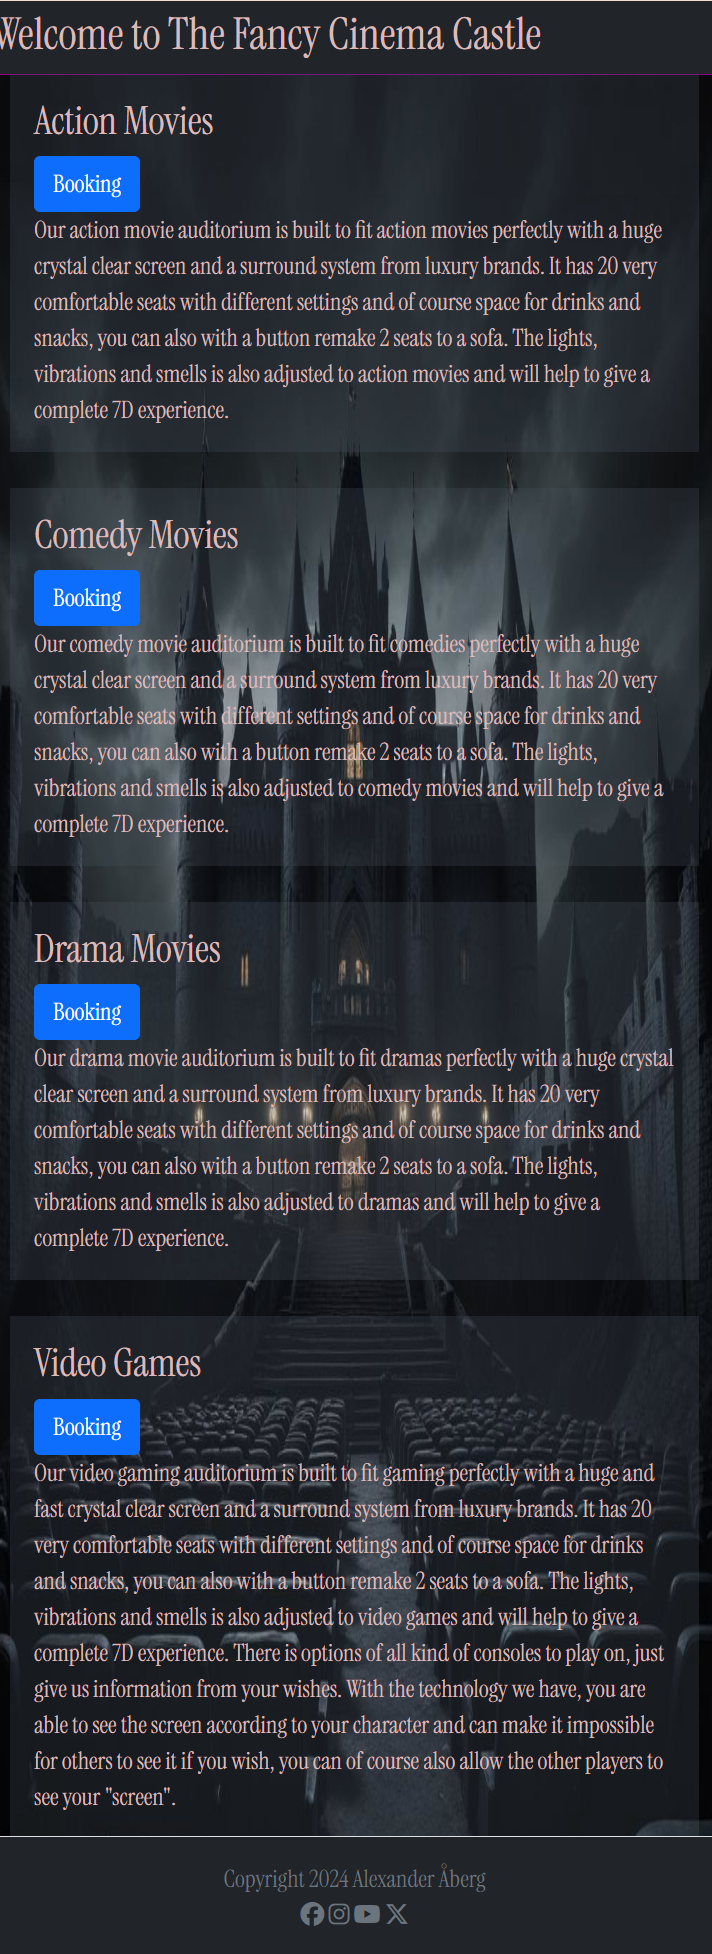 Welcome to The Fancy Cinema Castle
Action Movies
Booking
Our action movie auditorium is built to fit action movies perfectly with a huge
crystal clear screen and a surround system from luxury brands. It has 20 very
comfortable seats with different settings and of course space for drinks and
snacks, you can also with a button remake 2 seats to a sofa. The lights,
vibrations and smells is also adjusted to action movies and will help to give a
complete 7D experience.
Comedy Movies
Booking
Our comedy movie auditorium is built to fit comedies perfectly with a huge
crystal clear screen and a surround system from luxury brands. It has 20 very
comfortable seats with different settings and of course space for drinks and
snacks, you can also with a button remake 2 seats to a sofa. The lights,
vibrations and smells is also adjusted to comedy movies and will help to give a
complete 7D experience.
Drama Movies
Booking
Our drama movie auditorium is built to fit dramas perfectly with a huge crystal
clear screen and a surround system from luxury brands. It has 20 very
comfortable seats with different settings and of course space for drinks and
snacks, you can also with a button remake 2 seats to a sofa. The lights,
vibrations and smells is also adjusted to dramas and will help to give a
complete 7D experience.
Video Games
Booking
Our video gaming auditorium is built to fit gaming perfectly with a huge and
fast crystal clear screen and a surround system from luxury brands. It has 20
very comfortable seats with different settings and of course space for drinks
and snacks, you can also with a button remake 2 seats to a sofa. The lights,
vibrations and smells is also adjusted to video games and will help to give a
complete 7D experience. There is options of all kind of consoles to play on, just
give us information from your wishes. With the technology we have, you are
able to see the screen according to your character and can make it impossible
for others to see it if you wish, you can of course also allow the other players to
see your "screen".
Copyright 2024 Alexander Åberg